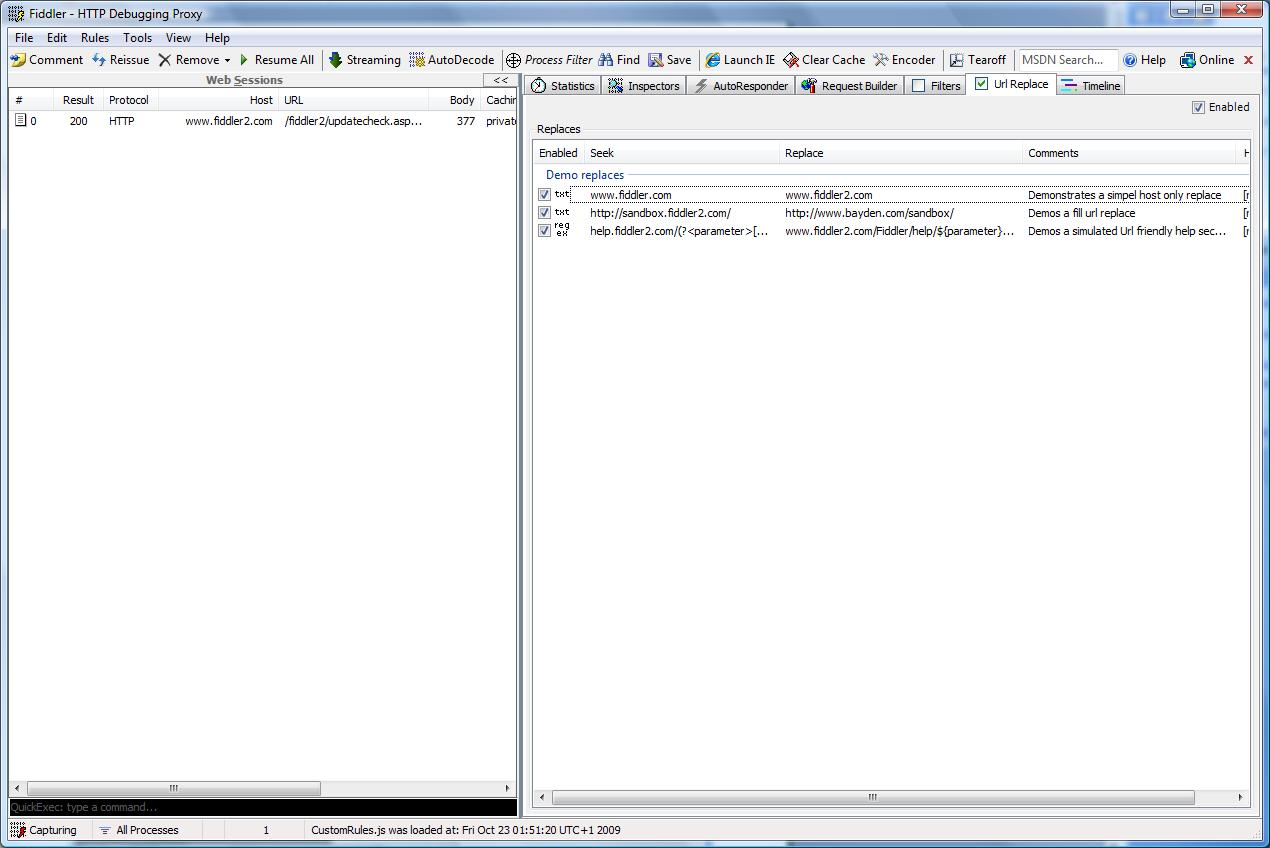 Fiddler - HTTP Debugging Proxy
File Edit Rules Tools View Help
Comment Reissue Remove Resume All Streaming AutoDecode Process Filter Find Save Launch IE Clear Cache Encoder Tearoff MSDN Search... Help Online
Web Sessions <<
# Result Protocol Host URL Body Cachin
0 200 HTTP www.fiddler2.com /fiddler2/updatecheck.asp... 377 private
QuickExec: type a command...
Statistics Inspectors AutoResponder Request Builder Filters Url Replace Timeline
Enabled
Replaces
Enabled Seek Replace Comments H
Demo replaces
txt www.fiddler.com www.fiddler2.com Demonstrates a simpel host only replace [r
txt http://sandbox.fiddler2.com/ http://www.bayden.com/sandbox/ Demos a fill url replace [r
reg ex help.fiddler2.com/(?<parameter>[... www.fiddler2.com/Fiddler/help/${parameter}... Demos a simulated Url friendly help sec... [r
Capturing All Processes 1 CustomRules.js was loaded at: Fri Oct 23 01:51:20 UTC+1 2009